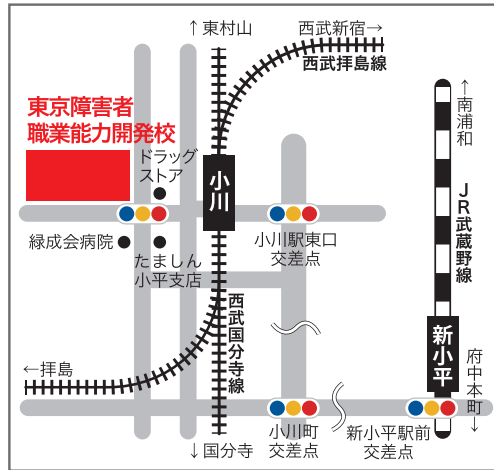 ↑東村山
西武新宿→
西武拝島線
東京障害者
職業能力開発校
ドラッグ
ストア
小川
↑南浦和
JR武蔵野線
緑成会病院
たましん
小平支店
小川駅東口
交差点
西武国分寺線
新小平
←拝島
府中本町→
↓国分寺
小川町
交差点
新小平駅前
交差点